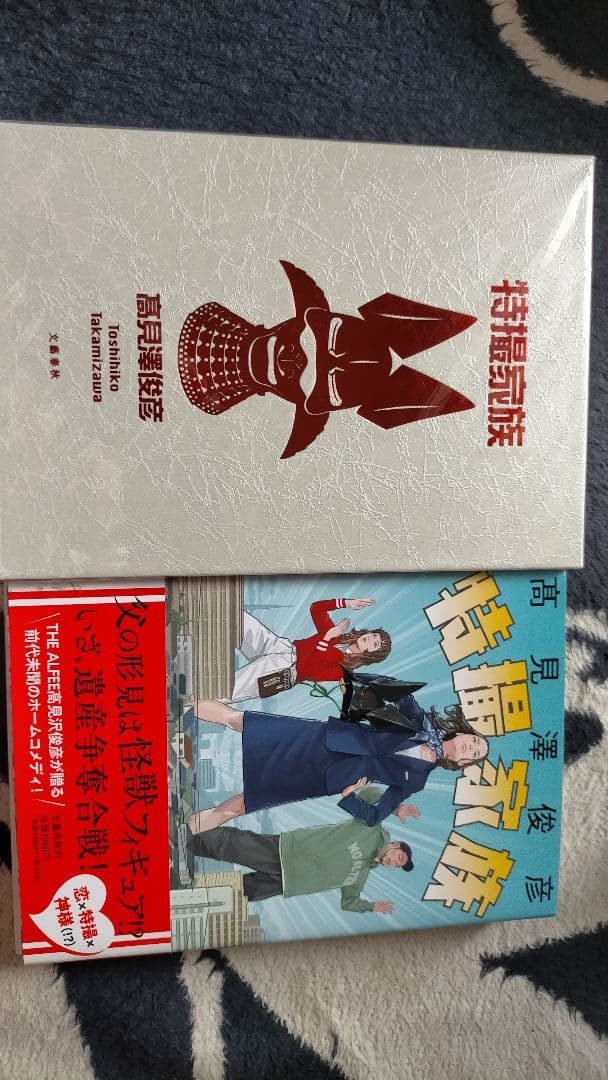 特撮家族
髙見澤俊彦
Toshihiko
Takamizawa
文藝春秋
髙見澤俊彦
特撮家族
父の形見は怪獣フィギュア!?
いざ、遺産争奪合戦!
THE ALFEE高見沢俊彦が贈る
前代未聞のホームコメディ!
恋×特撮×
神様(!?)